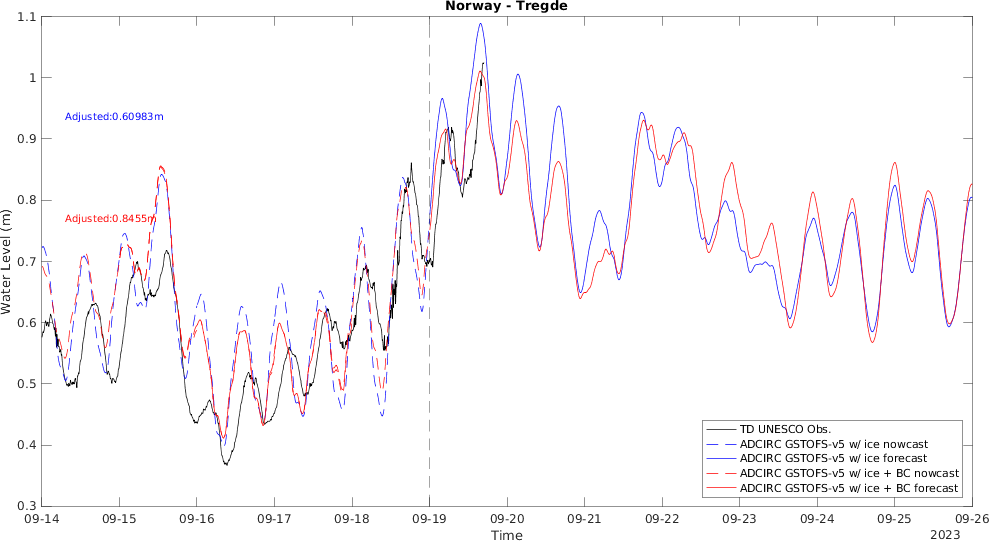 Norway - Tregde
1.1
1
0.9
0.8
0.7
0.6
0.5
0.4
0.3
Water Level (m)
Adjusted:0.60983m
Adjusted:0.8455m
TD UNESCO Obs.
ADCIRC GSTOFS-v5 w/ ice nowcast
ADCIRC GSTOFS-v5 w/ ice forecast
ADCIRC GSTOFS-v5 w/ ice + BC nowcast
ADCIRC GSTOFS-v5 w/ ice + BC forecast
09-14 09-15 09-16 09-17 09-18 09-19 09-20 09-21 09-22 09-23 09-24 09-25 09-26
Time
2023